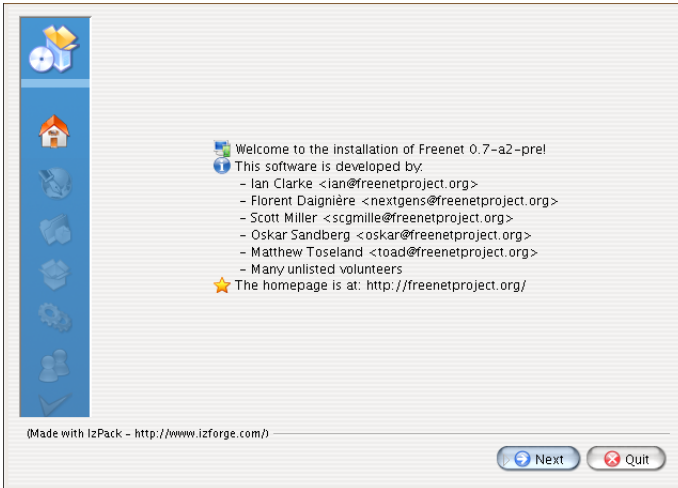 Welcome to the installation of Freenet 0.7-a2-pre!
This software is developed by:
- Ian Clarke <ian@freenetproject.org>
- Florent Daignière <nextgens@freenetproject.org>
- Scott Miller <scgmille@freenetproject.org>
- Oskar Sandberg <oskar@freenetproject.org>
- Matthew Toseland <toad@freenetproject.org>
- Many unlisted volunteers
The homepage is at: http://freenetproject.org/
(Made with IzPack - http://www.izforge.com/)
Next
Quit